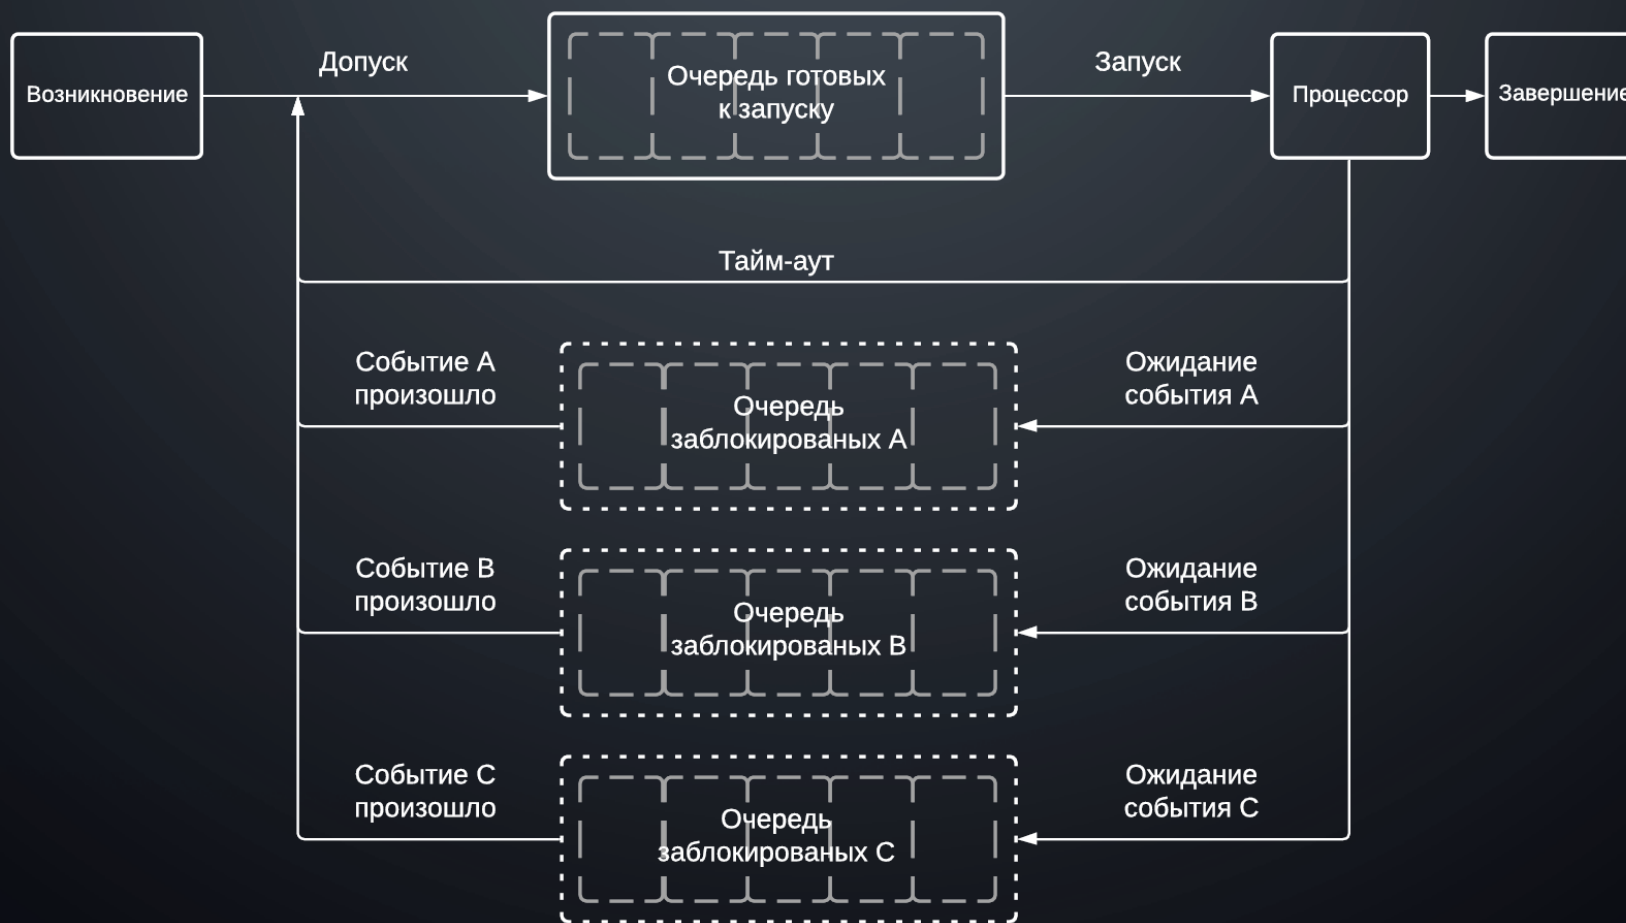 Возникновение
Допуск
Очередь готовых
к запуску
Запуск
Процессор
Завершение
Тайм-аут
Событие A
произошло
Очередь
заблокированых A
Ожидание
события A
Событие B
произошло
Очередь
заблокированых B
Ожидание
события B
Событие C
произошло
Очередь
заблокированых C
Ожидание
события C